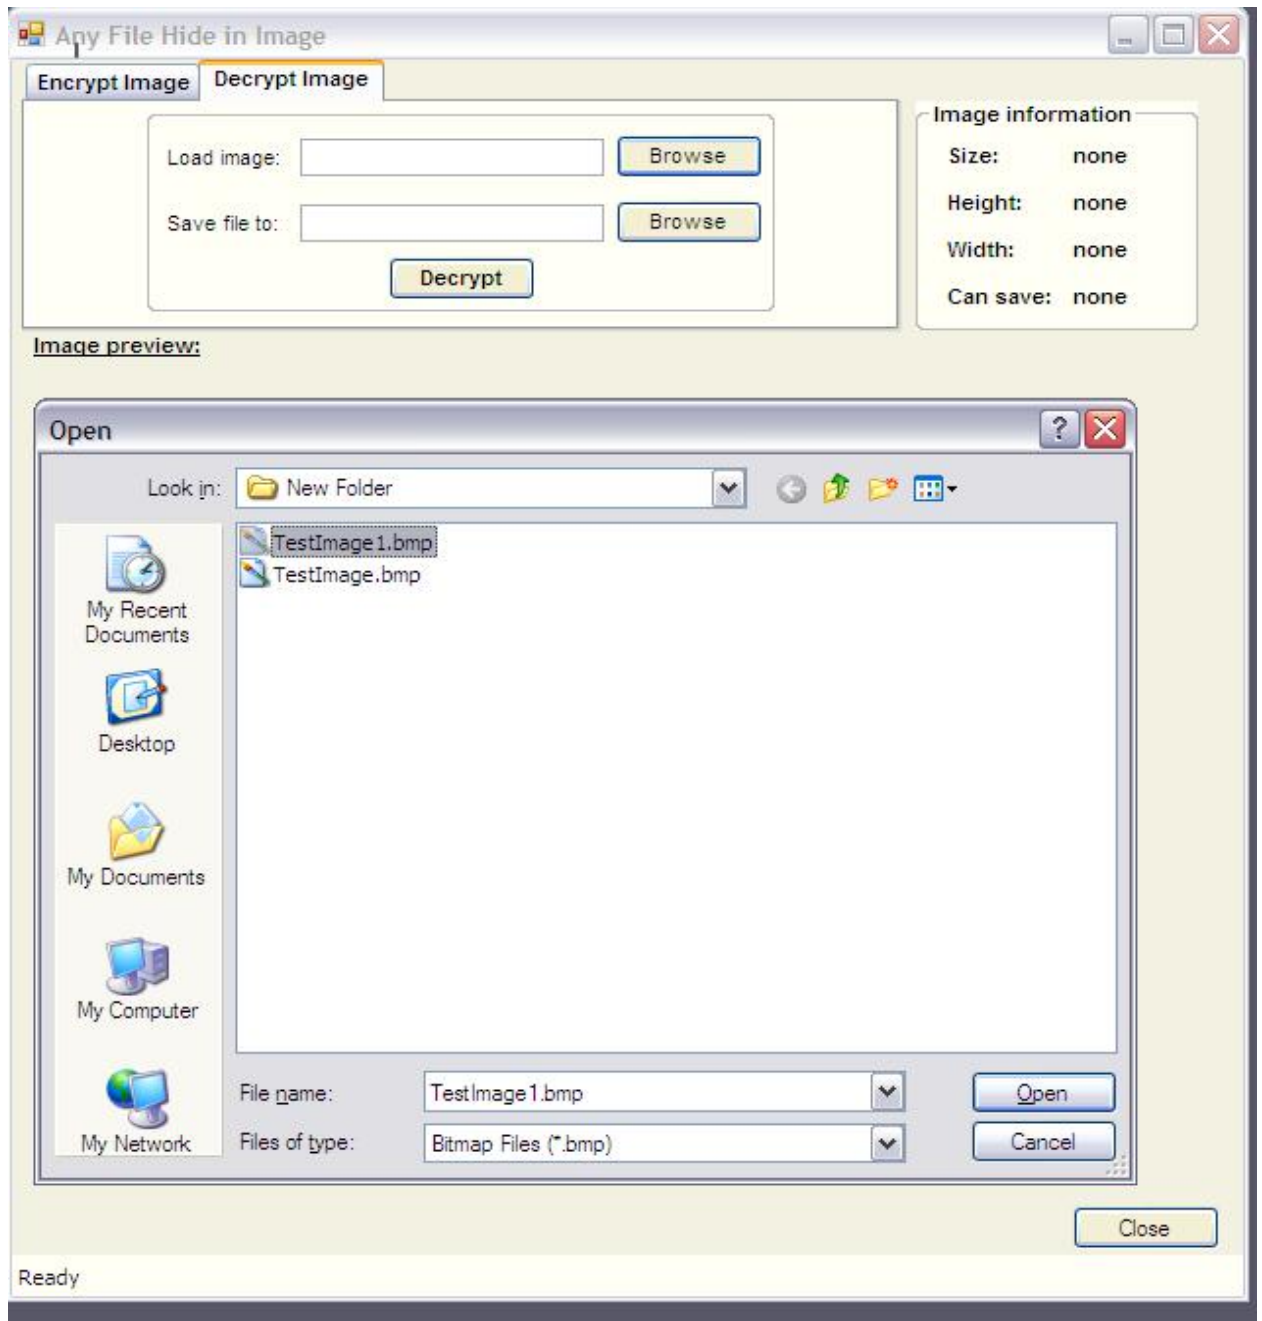 Any File Hide in Image
Encrypt Image Decrypt Image
Load image: Browse
Save file to: Browse
Decrypt
Image information
Size: none
Height: none
Width: none
Can save: none
Image preview:
Open
Look in: New Folder
TestImage1.bmp
TestImage.bmp
My Recent
Documents
Desktop
My Documents
My Computer
My Network
File name: TestImage1.bmp Open
Files of type: Bitmap Files (*.bmp) Cancel
Close
Ready